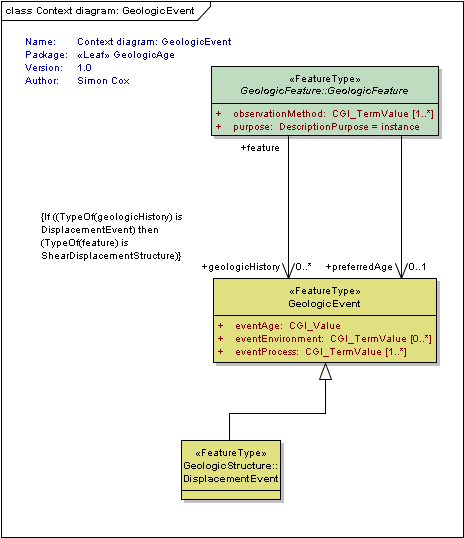 class Context diagram: GeologicEvent
Name: Context diagram: GeologicEvent
Package: «Leaf» GeologicAge
Version: 1.0
Author: Simon Cox
«FeatureType»
GeologicFeature::GeologicFeature
+ observationMethod: CGI_TermValue [1..*]
+ purpose: DescriptionPurpose = instance
+feature
{If ((TypeOf(geologicHistory) is
DisplacementEvent) then
(TypeOf(feature) is
ShearDisplacementStructure)}
+geologicHistory 0..* +preferredAge 0..1
«FeatureType»
GeologicEvent
+ eventAge: CGI_Value
+ eventEnvironment: CGI_TermValue [0..*]
+ eventProcess: CGI_TermValue [1..*]
«FeatureType»
GeologicStructure::
DisplacementEvent